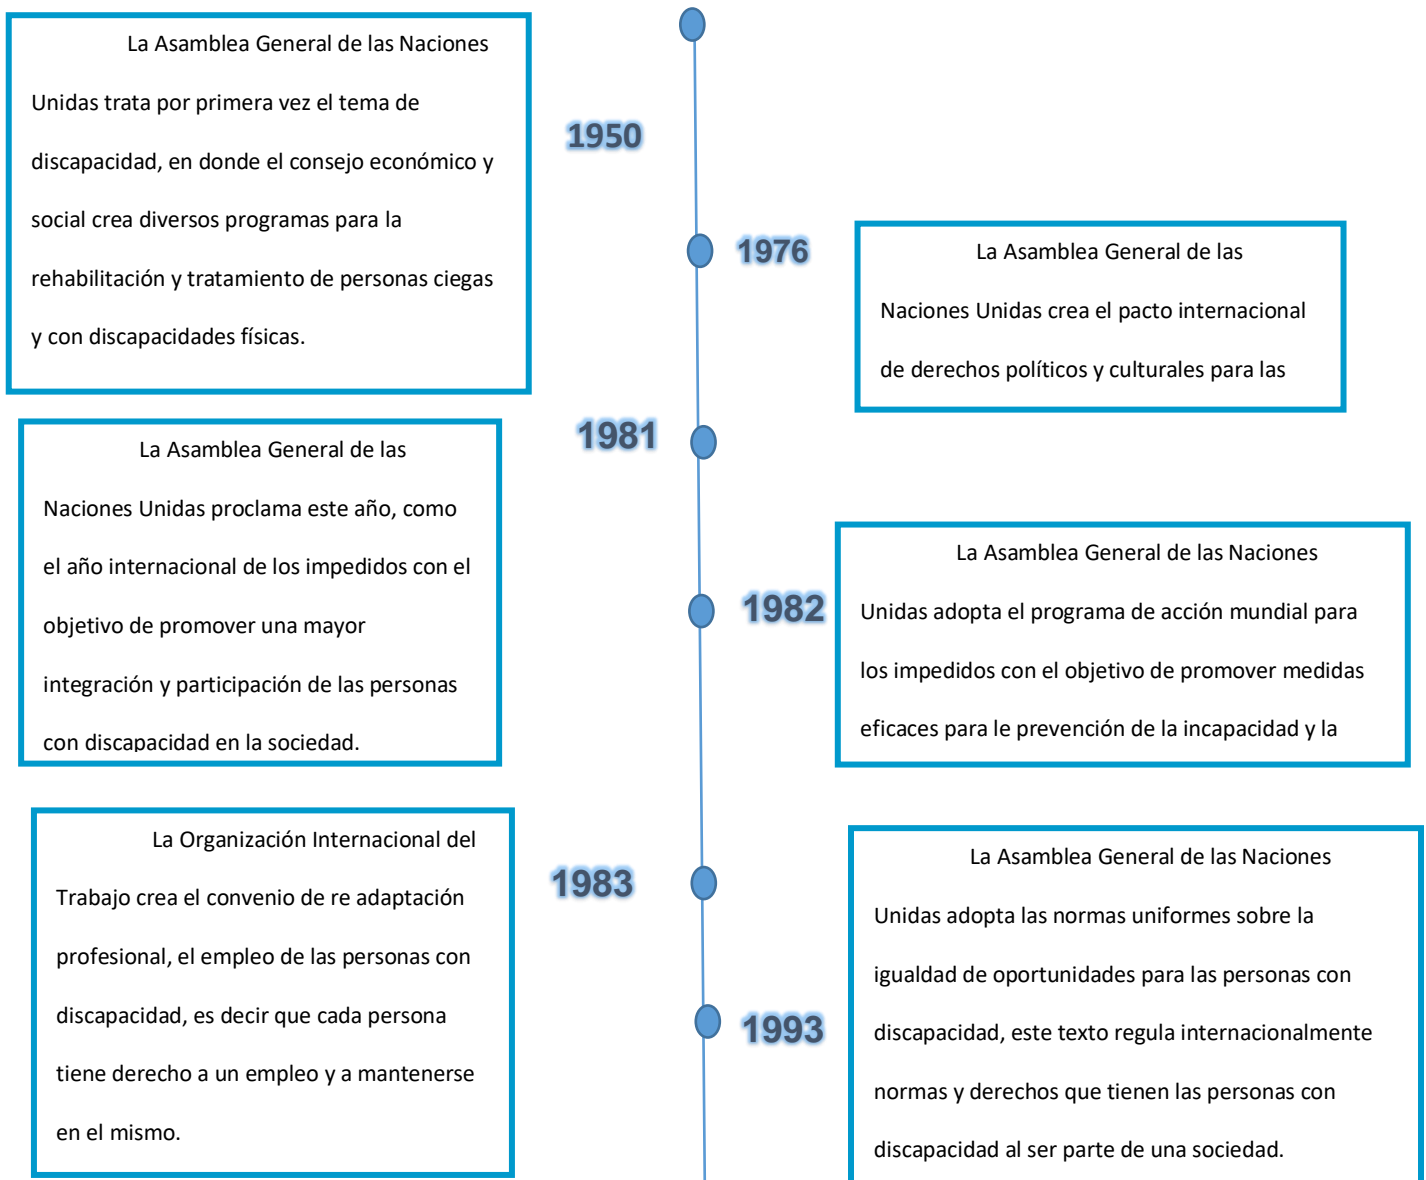 La Asamblea General de las Naciones
Unidas trata por primera vez el tema de
discapacidad, en donde el consejo económico y
social crea diversos programas para la
rehabilitación y tratamiento de personas ciegas
y con discapacidades físicas.
1950
1976
La Asamblea General de las
Naciones Unidas crea el pacto internacional
de derechos políticos y culturales para las
1981
La Asamblea General de las
Naciones Unidas proclama este año, como
el año internacional de los impedidos con el
objetivo de promover una mayor
integración y participación de las personas
con discapacidad en la sociedad.
1982
La Asamblea General de las Naciones
Unidas adopta el programa de acción mundial para
los impedidos con el objetivo de promover medidas
eficaces para le prevención de la incapacidad y la
La Organización Internacional del
Trabajo crea el convenio de re adaptación
profesional, el empleo de las personas con
discapacidad, es decir que cada persona
tiene derecho a un empleo y a mantenerse
en el mismo.
1983
1993
La Asamblea General de las Naciones
Unidas adopta las normas uniformes sobre la
igualdad de oportunidades para las personas con
discapacidad, este texto regula internacionalmente
normas y derechos que tienen las personas con
discapacidad al ser parte de una sociedad.